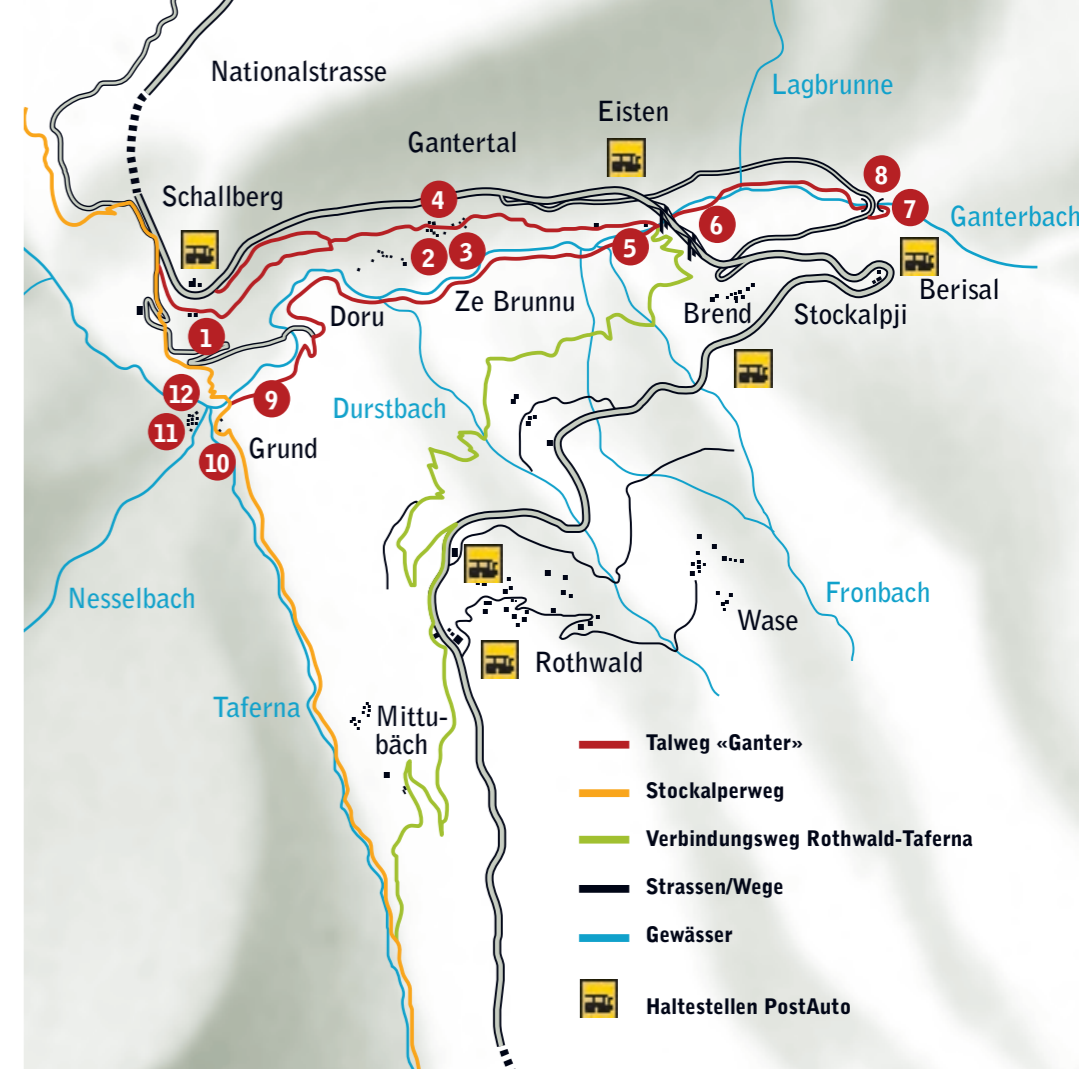 Nationalstrasse
Lagbrunne
Eisten
Gantertal
Schallberg
8
4
7
6
Ganterbach
5
3
2
Berisal
Ze Brunnu
Brend
Stockalpji
Doru
1
12
9
Durstbach
11
Grund
10
Nesselbach
Fronbach
Wase
Rothwald
Taferna
Mittu-
bäch
Talweg «Ganter»
Stockalperweg
Verbindungsweg Rothwald-Taferna
Strassen/Wege
Gewässer
Haltestellen PostAuto